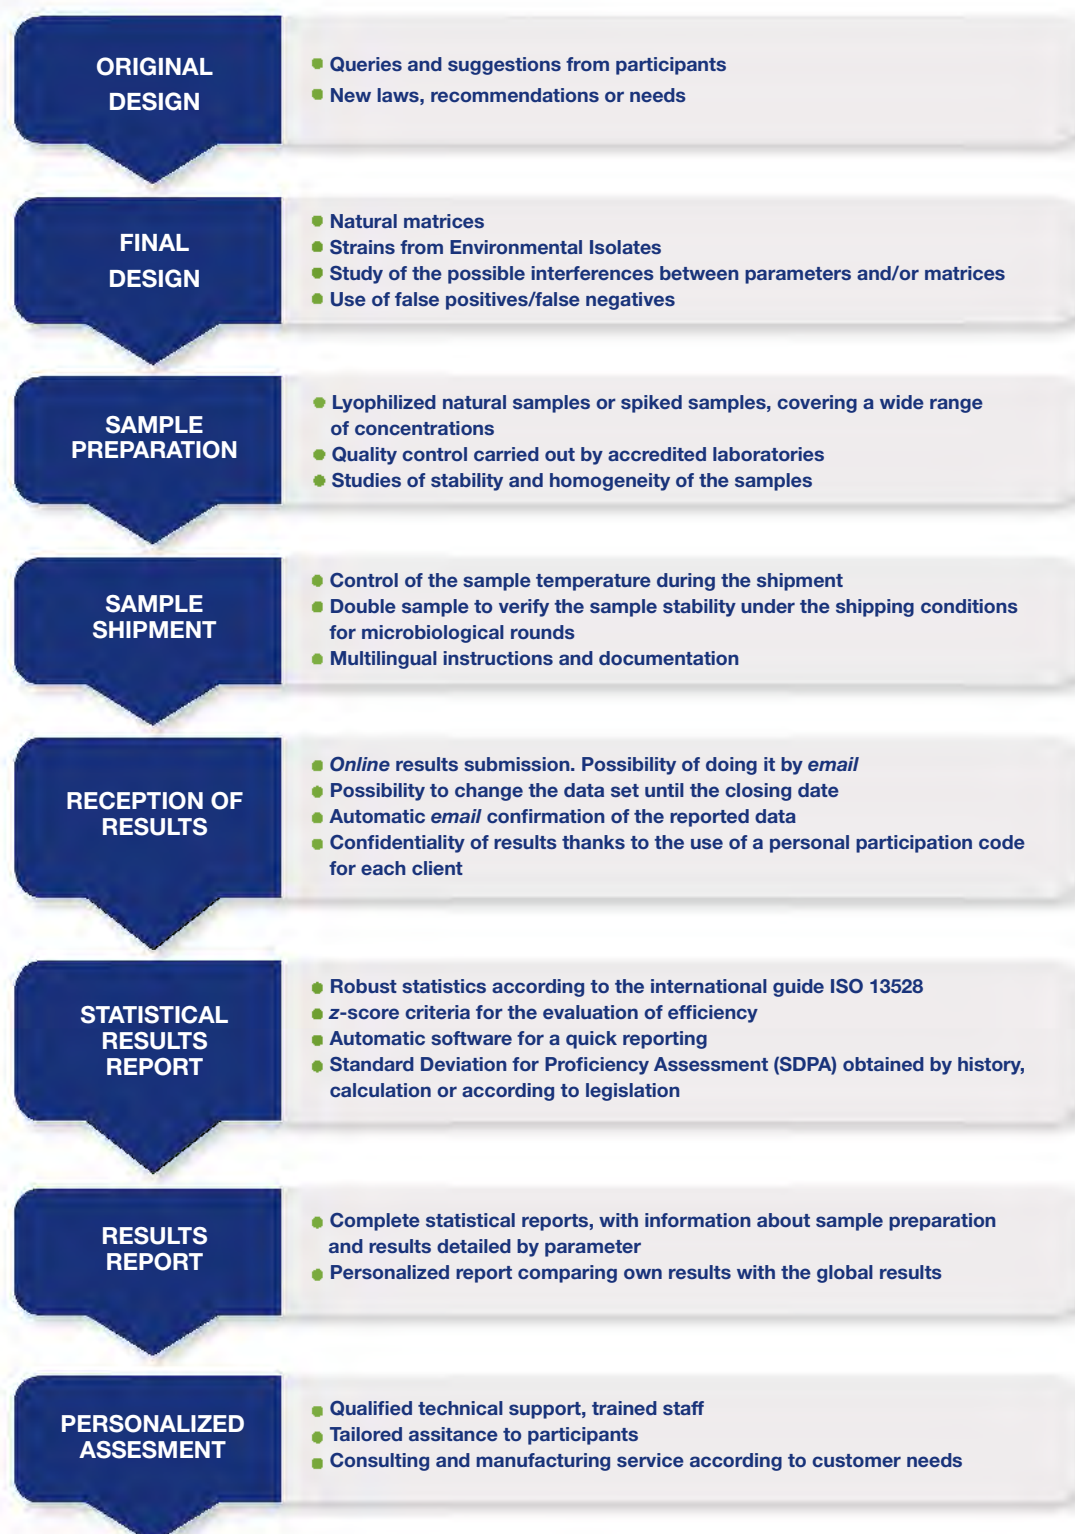 ORIGINAL
DESIGN
Queries and suggestions from participants
New laws, recommendations or needs
FINAL
DESIGN
Natural matrices
Strains from Environmental Isolates
Study of the possible interferences between parameters and/or matrices
Use of false positives/false negatives
SAMPLE
PREPARATION
Lyophilized natural samples or spiked samples, covering a wide range
of concentrations
Quality control carried out by accredited laboratories
Studies of stability and homogeneity of the samples
SAMPLE
SHIPMENT
Control of the sample temperature during the shipment
Double sample to verify the sample stability under the shipping conditions
for microbiological rounds
Multilingual instructions and documentation
RECEPTION OF
RESULTS
Online results submission. Possibility of doing it by email
Possibility to change the data set until the closing date
Automatic email confirmation of the reported data
Confidentiality of results thanks to the use of a personal participation code
for each client
STATISTICAL
RESULTS
REPORT
Robust statistics according to the international guide ISO 13528
z-score criteria for the evaluation of efficiency
Automatic software for a quick reporting
Standard Deviation for Proficiency Assessment (SDPA) obtained by history,
calculation or according to legislation
RESULTS
REPORT
Complete statistical reports, with information about sample preparation
and results detailed by parameter
Personalized report comparing own results with the global results
PERSONALIZED
ASSESMENT
Qualified technical support, trained staff
Tailored assitance to participants
Consulting and manufacturing service according to customer needs